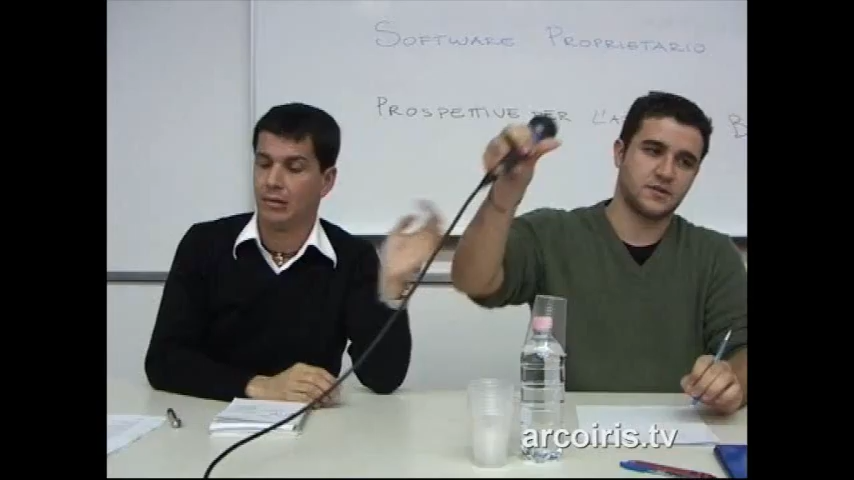 SOFTWARE PROPRIETARIO
PROSPETTIVE PER L'A
B
arcoiris.tv